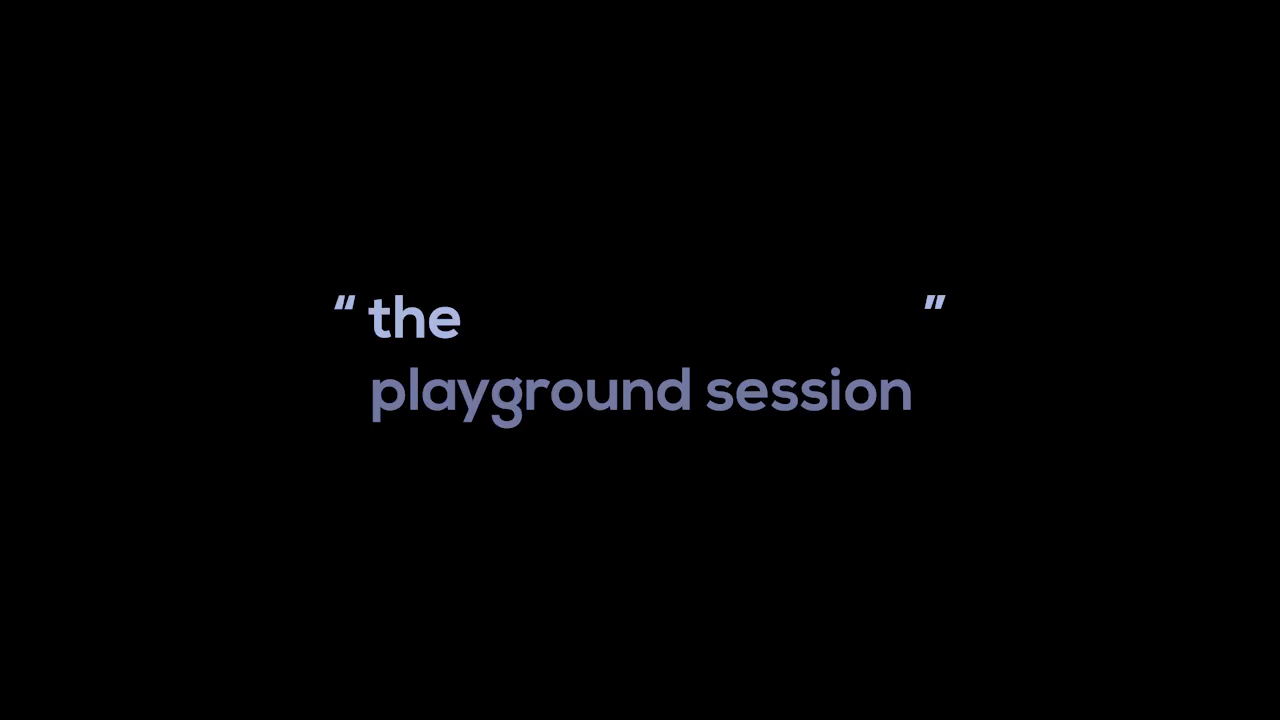 “ the ”
playground session